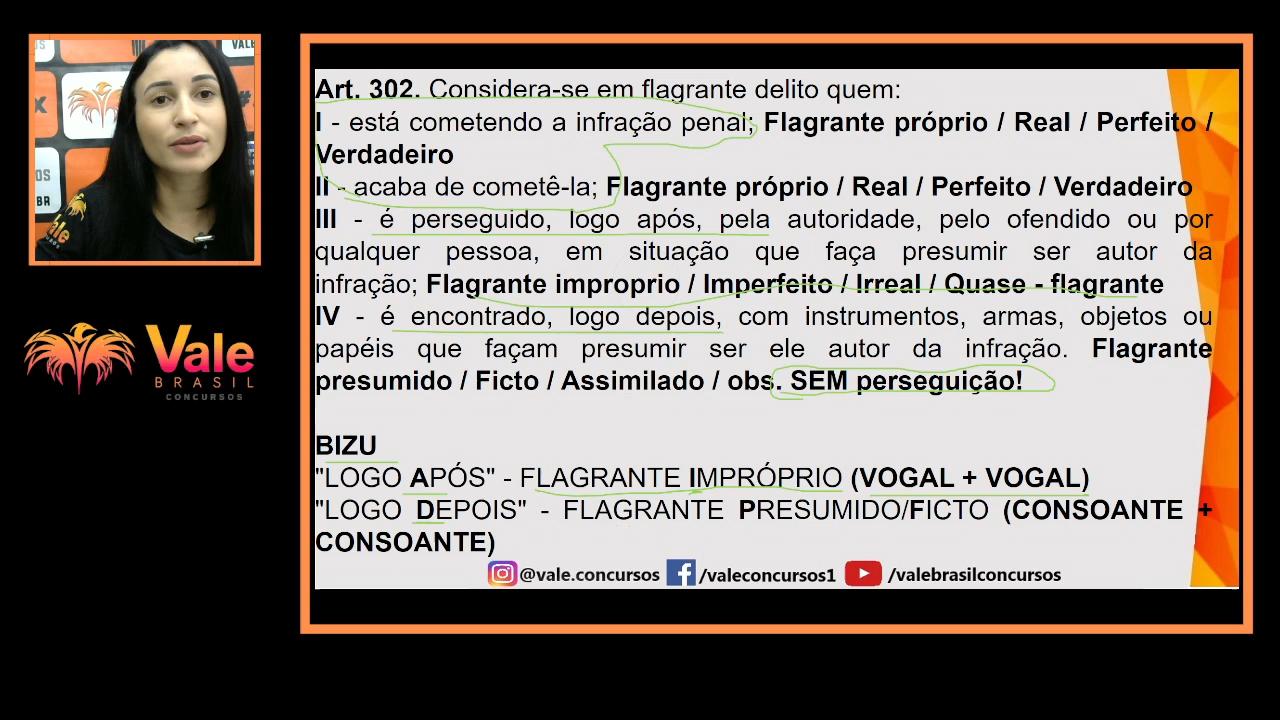 VALE
Vale
BRASIL
CONCURSOS
Art. 302. Considera-se em flagrante delito quem:
I - está cometendo a infração penal; Flagrante próprio / Real / Perfeito /
Verdadeiro
II - acaba de cometê-la; Flagrante próprio / Real / Perfeito / Verdadeiro
III - é perseguido, logo após, pela autoridade, pelo ofendido ou por
qualquer pessoa, em situação que faça presumir ser autor da
infração; Flagrante improprio / Imperfeito / Irreal / Quase - flagrante
IV - é encontrado, logo depois, com instrumentos, armas, objetos ou
papéis que façam presumir ser ele autor da infração. Flagrante
presumido / Ficto / Assimilado / obs. SEM perseguição!
BIZU
"LOGO APÓS" - FLAGRANTE IMPRÓPRIO (VOGAL + VOGAL)
"LOGO DEPOIS" - FLAGRANTE PRESUMIDO/FICTO (CONSOANTE +
CONSOANTE)
@vale.concursos /valeconcursos1 /valebrasilconcursos